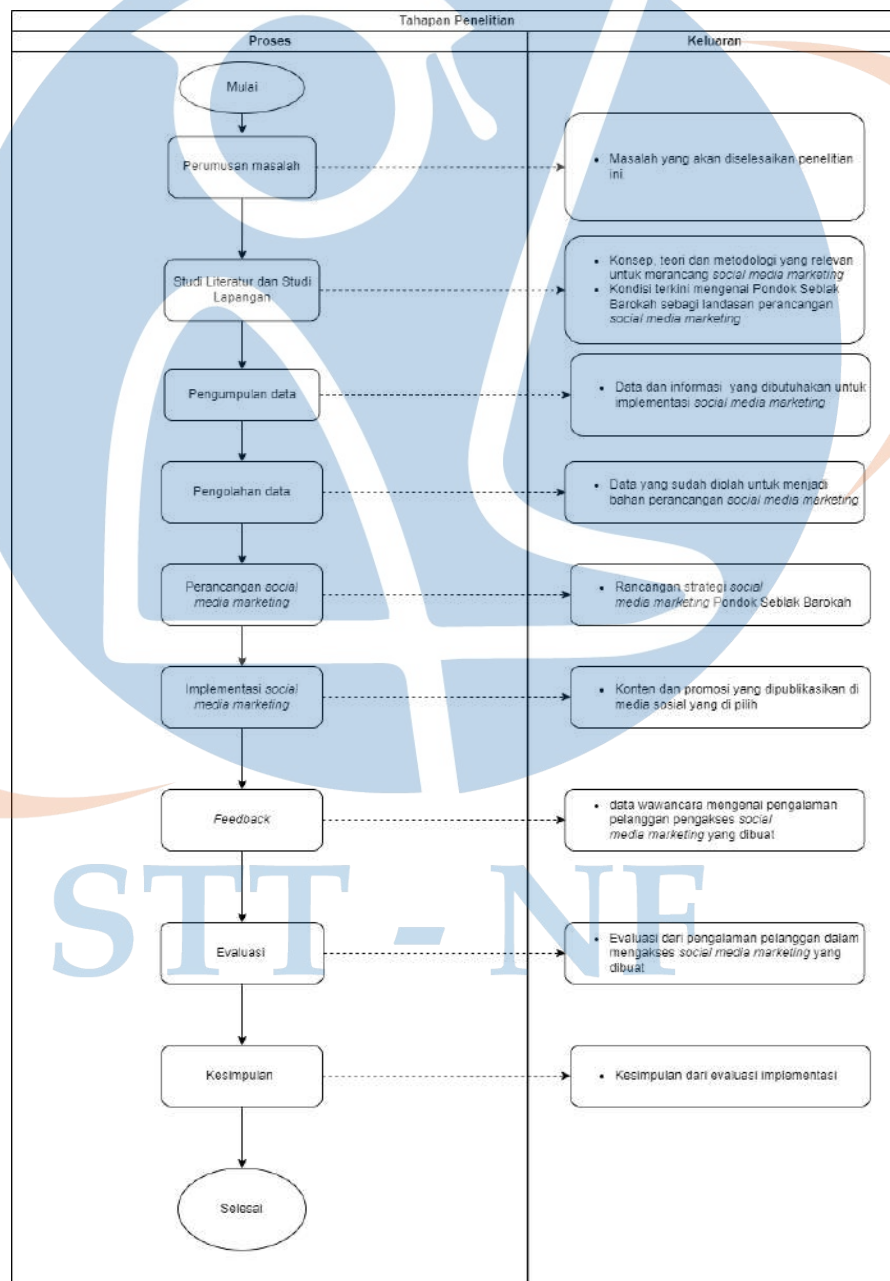 Tahapan Penelitian
Proses
Keluaran
Mulai
Perumusan masalah
• Masalah yang akan diselesaikan penelitian
ini
Studi Literatur dan Studi
Lapangan
• Konsep, teori dan metodologi yang relevan
untuk merancang social media marketing
• Kondisi terkini mengenai Pondok Seblak
Barokah sebagi landasan perancangan
social media marketing
Pengumpulan data
• Data dan informasi yang dibutuhakan untuk
implementasi social media marketing
Pengolahan data
• Data yang sudah diolah untuk menjadi
bahan perancangan social media marketing
Perancangan social
media marketing
• Rancangan strategi social
media marketing Pondok Seblak Barokah
Implementasi social
media marketing
• Konten dan promosi yang dipublikasikan di
media sosial yang di pilih
Feedback
• data wawancara mengenai pengalaman
pelanggan pengakses social
media marketing yang dibuat
STT - NF
Evaluasi
• Evaluasi dari pengalaman pelanggan dalam
mengakses social media marketing yang
dibuat
Kesimpulan
• Kesimpulan dari evaluasi implementasi
Selesai